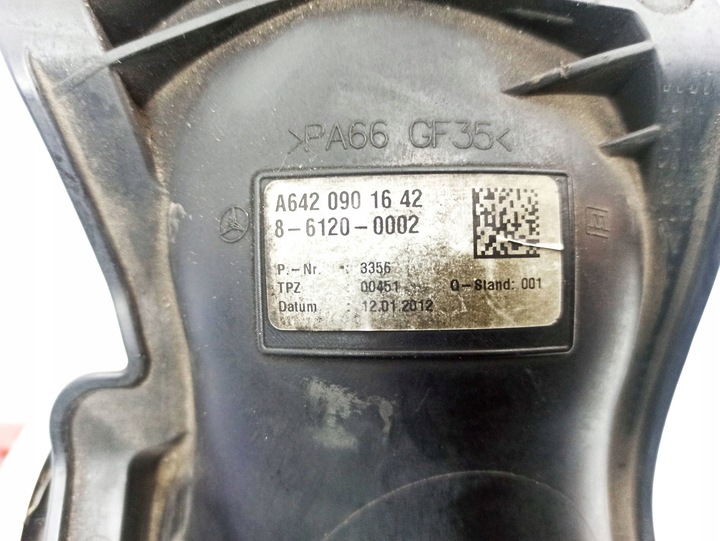 >PA66 GF35<
A642 090 16 42
8-6120-0002
P.-Nr. : 3356
TPZ : 00451 Q-Stand: 001
Datum : 12.01.2012